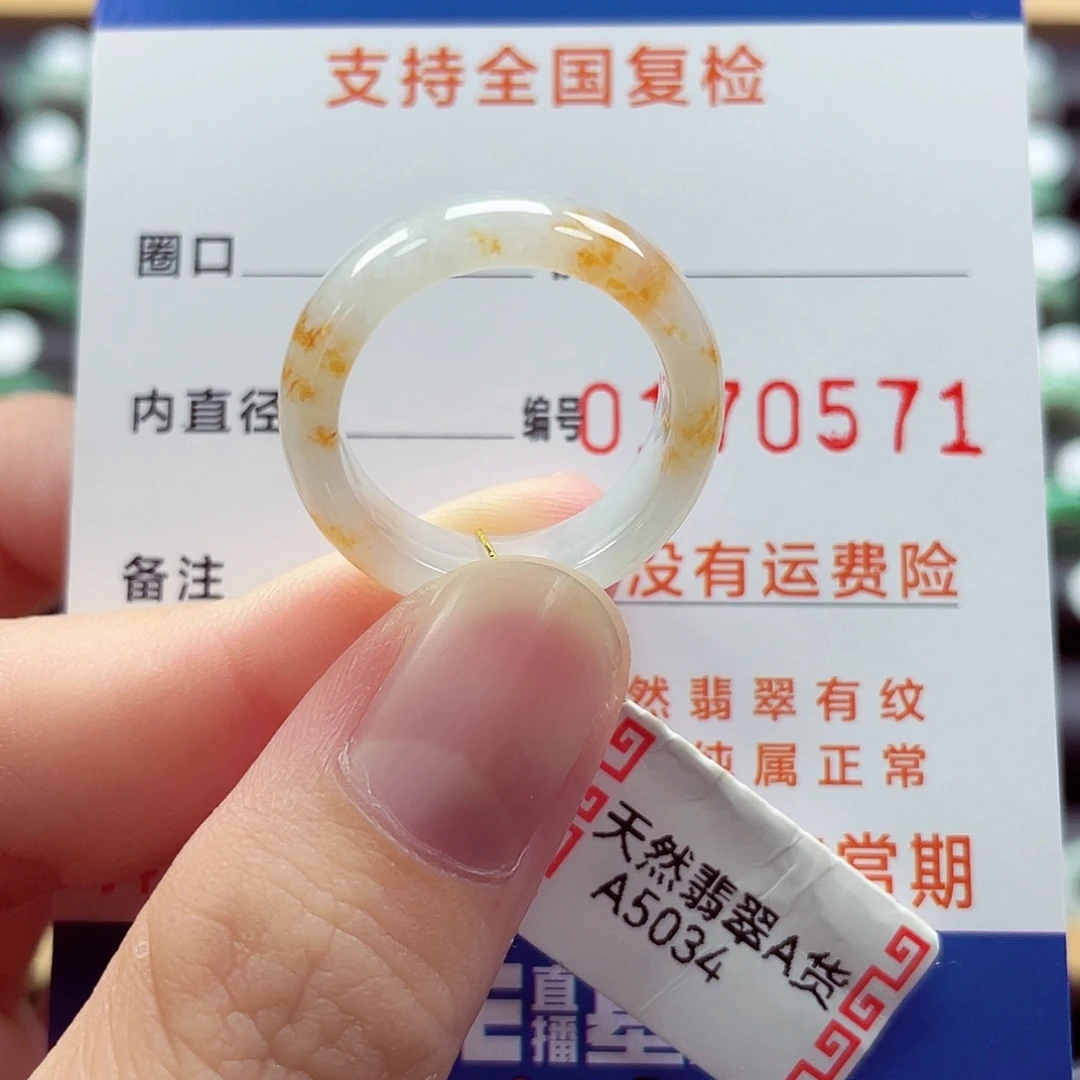 支持全国复检
圈口
内直径 编号
备注 没有运费险
然翡翠有纹
纯属正常
常期
天然翡翠A货
A5034
直播